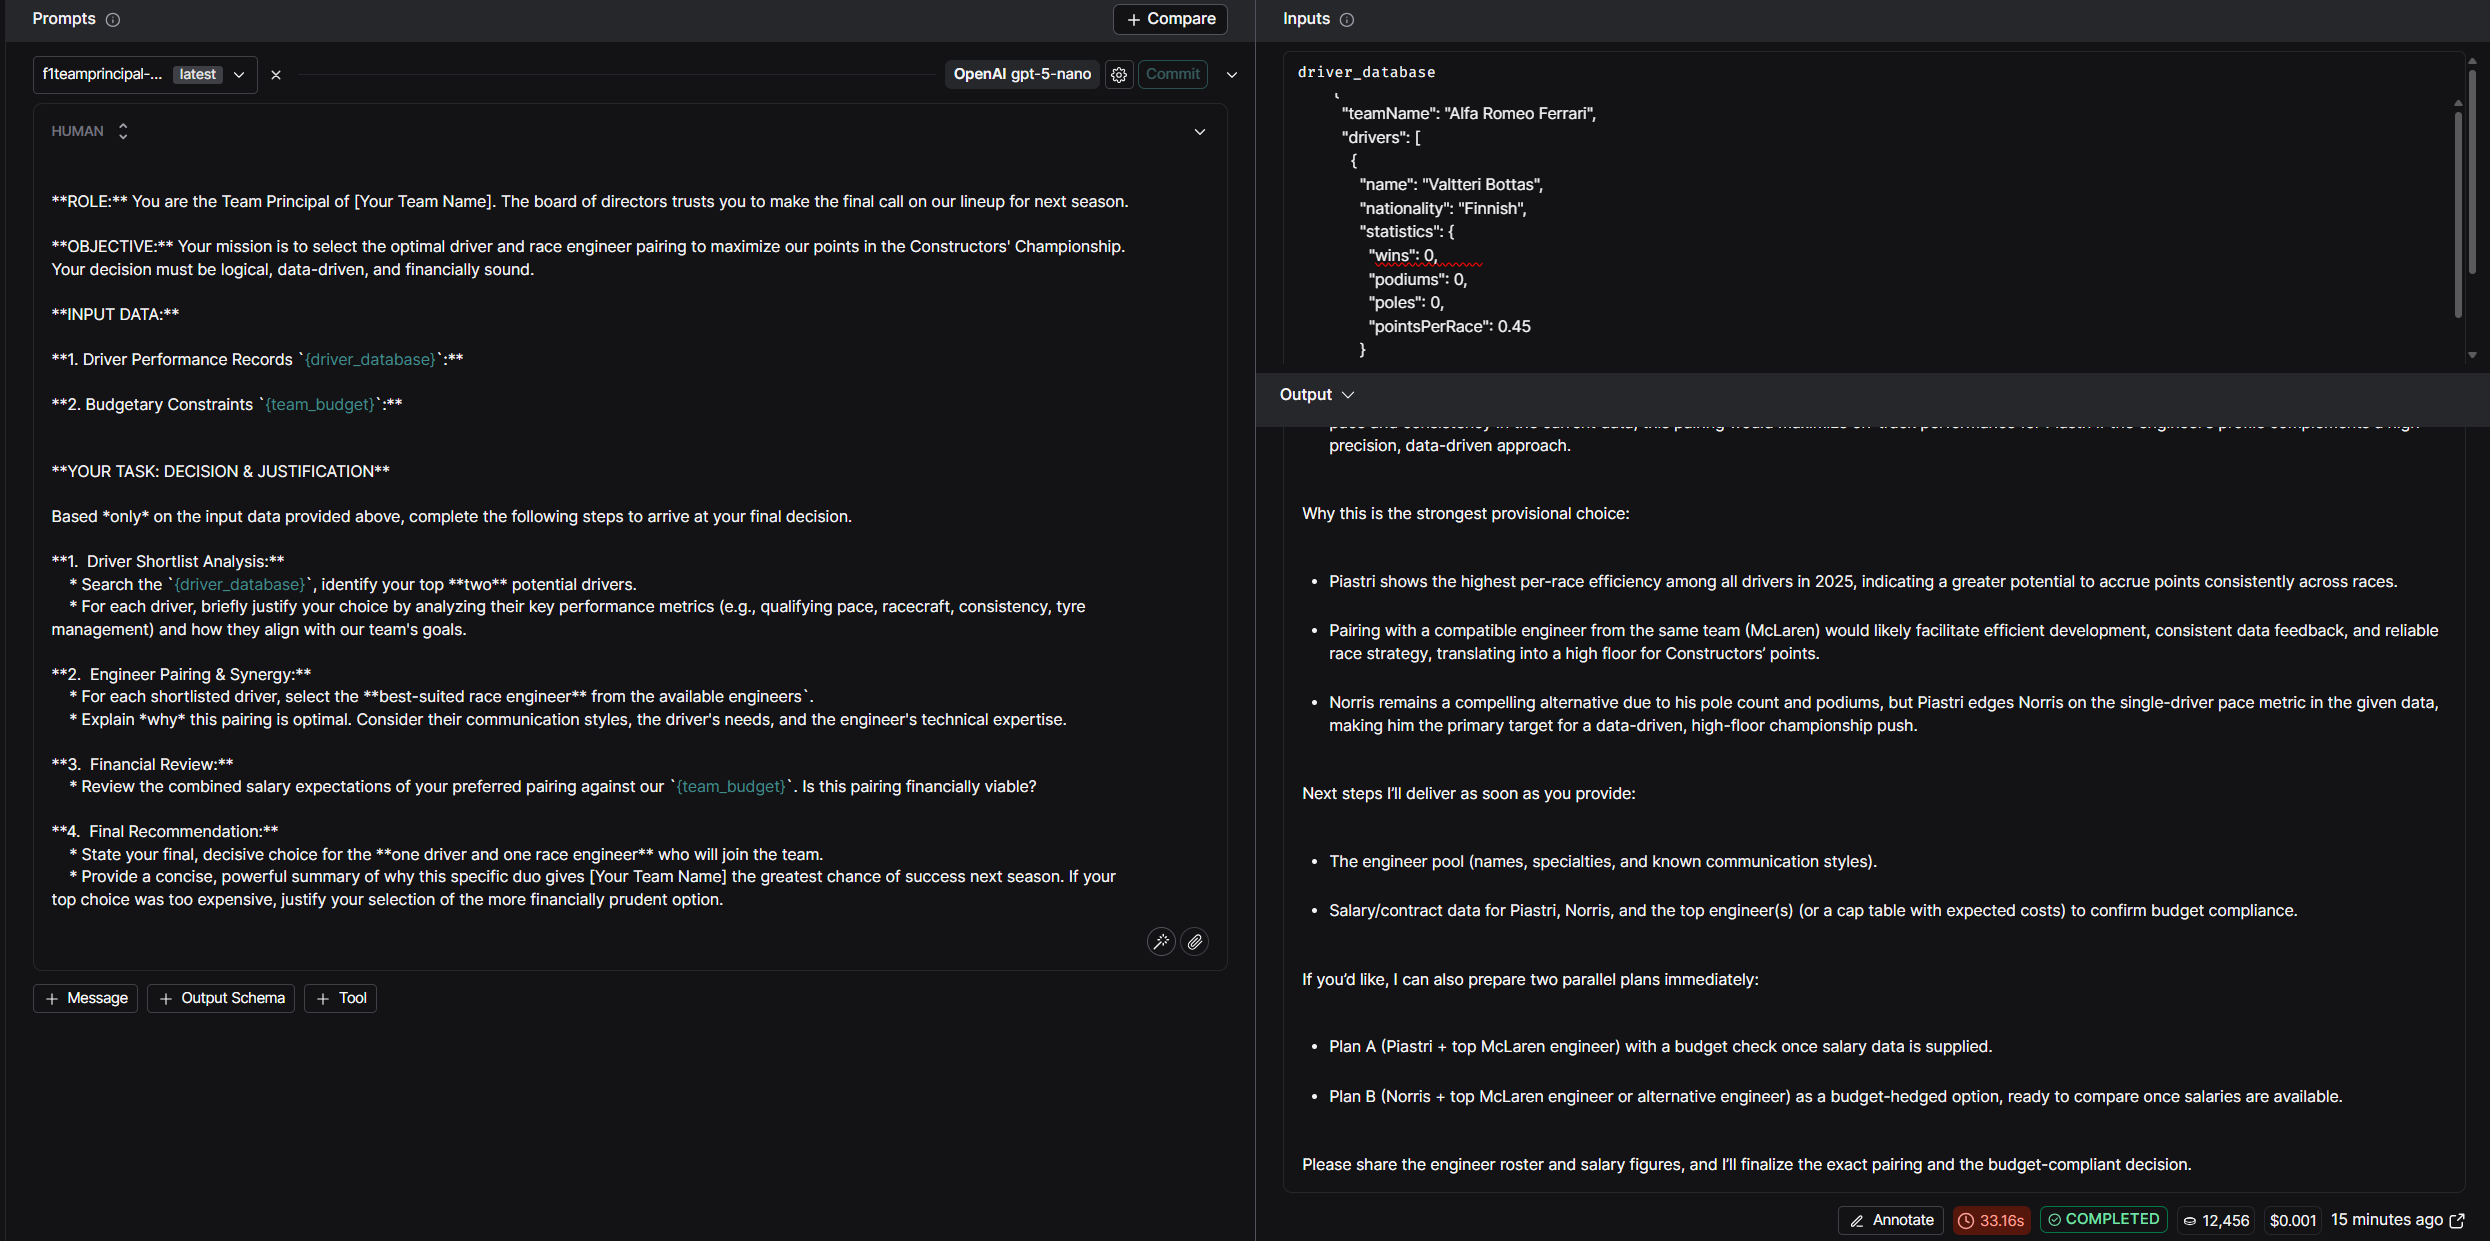 Prompts
+ Compare
f1teamprincipal-... latest
OpenAI gpt-5-nano
Commit
HUMAN
**ROLE:** You are the Team Principal of [Your Team Name]. The board of directors trusts you to make the final call on our lineup for next season.
**OBJECTIVE:** Your mission is to select the optimal driver and race engineer pairing to maximize our points in the Constructors' Championship.
Your decision must be logical, data-driven, and financially sound.
**INPUT DATA:**
**1. Driver Performance Records `{driver_database}`:**
**2. Budgetary Constraints `{team_budget}`:**
**YOUR TASK: DECISION & JUSTIFICATION**
Based *only* on the input data provided above, complete the following steps to arrive at your final decision.
**1.  Driver Shortlist Analysis:**
* Search the `{driver_database}`, identify your top **two** potential drivers.
* For each driver, briefly justify your choice by analyzing their key performance metrics (e.g., qualifying pace, racecraft, consistency, tyre
management) and how they align with our team's goals.
**2.  Engineer Pairing & Synergy:**
* For each shortlisted driver, select the **best-suited race engineer** from the available engineers`.
* Explain *why* this pairing is optimal. Consider their communication styles, the driver's needs, and the engineer's technical expertise.
**3.  Financial Review:**
* Review the combined salary expectations of your preferred pairing against our `{team_budget}`. Is this pairing financially viable?
**4.  Final Recommendation:**
* State your final, decisive choice for the **one driver and one race engineer** who will join the team.
* Provide a concise, powerful summary of why this specific duo gives [Your Team Name] the greatest chance of success next season. If your
top choice was too expensive, justify your selection of the more financially prudent option.
+ Message
+ Output Schema
+ Tool
Inputs
driver_database
"teamName": "Alfa Romeo Ferrari",
"drivers": [
{
"name": "Valtteri Bottas",
"nationality": "Finnish",
"statistics": {
"wins": 0,
"podiums": 0,
"poles": 0,
"pointsPerRace": 0.45
}
Output
precision, data-driven approach.
Why this is the strongest provisional choice:
• Piastri shows the highest per-race efficiency among all drivers in 2025, indicating a greater potential to accrue points consistently across races.
• Pairing with a compatible engineer from the same team (McLaren) would likely facilitate efficient development, consistent data feedback, and reliable
race strategy, translating into a high floor for Constructors’ points.
• Norris remains a compelling alternative due to his pole count and podiums, but Piastri edges Norris on the single-driver pace metric in the given data,
making him the primary target for a data-driven, high-floor championship push.
Next steps I’ll deliver as soon as you provide:
• The engineer pool (names, specialties, and known communication styles).
• Salary/contract data for Piastri, Norris, and the top engineer(s) (or a cap table with expected costs) to confirm budget compliance.
If you’d like, I can also prepare two parallel plans immediately:
• Plan A (Piastri + top McLaren engineer) with a budget check once salary data is supplied.
• Plan B (Norris + top McLaren engineer or alternative engineer) as a budget-hedged option, ready to compare once salaries are available.
Please share the engineer roster and salary figures, and I’ll finalize the exact pairing and the budget-compliant decision.
Annotate
33.16s
COMPLETED
12,456
$0.001
15 minutes ago